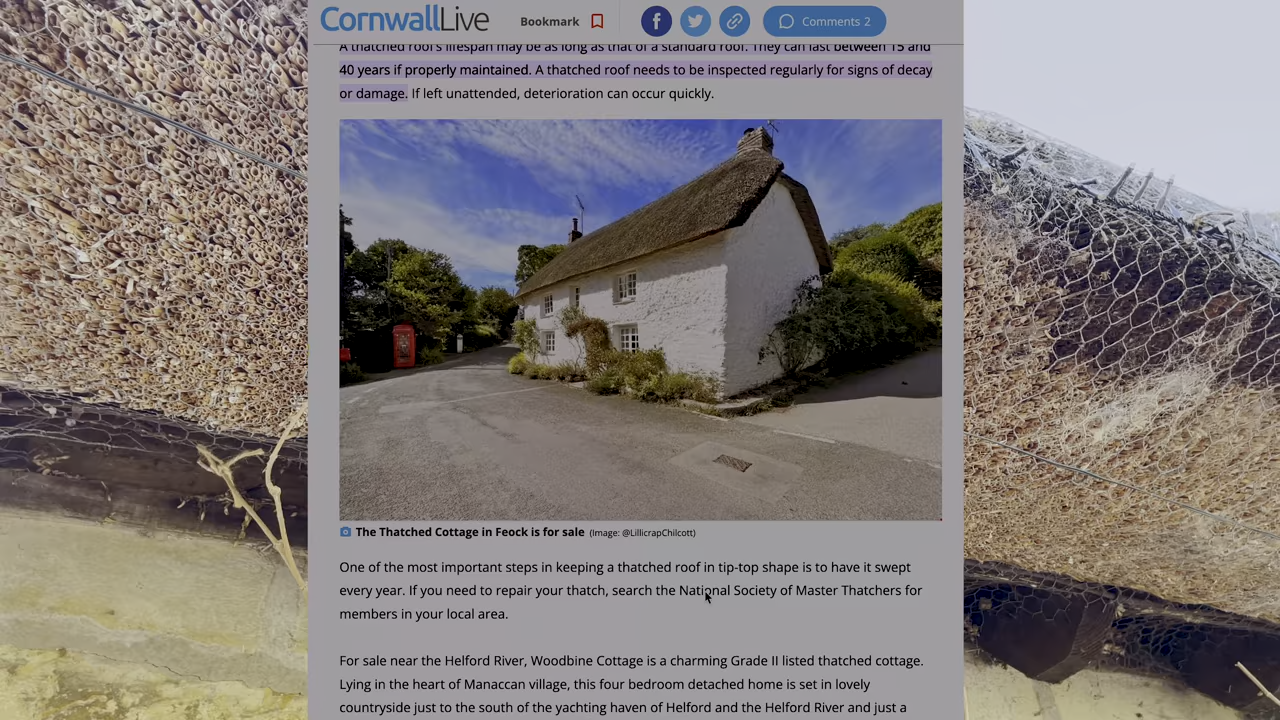 CornwallLive
Bookmark
Comments 2
A thatched roof's lifespan may be as long as that of a standard roof. They can last between 15 and
40 years if properly maintained. A thatched roof needs to be inspected regularly for signs of decay
or damage. If left unattended, deterioration can occur quickly.
The Thatched Cottage in Feock is for sale (Image: @LillicrapChilcott)
One of the most important steps in keeping a thatched roof in tip-top shape is to have it swept
every year. If you need to repair your thatch, search the National Society of Master Thatchers for
members in your local area.
For sale near the Helford River, Woodbine Cottage is a charming Grade II listed thatched cottage.
Lying in the heart of Manaccan village, this four bedroom detached home is set in lovely
countryside just to the south of the yachting haven of Helford and the Helford River and just a